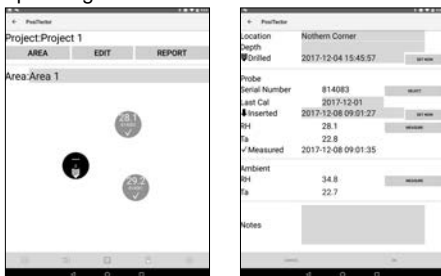 ← PosiTector
Project:Project 1
AREA EDIT REPORT
Area:Area 1
28.1
814083
29.2
← PosiTector
Location Nothern Corner
Depth
Drilled 2017-12-04 15:45:57 SET NOW
Probe
Serial Number 814083 SELECT
Last Cal 2017-12-01
Inserted 2017-12-08 09:01:27 SET NOW
RH 28.1 MEASURE
Ta 22.8
✓Measured 2017-12-08 09:01:35
Ambient
RH 34.8 MEASURE
Ta 22.7
Notes
CANCEL OK